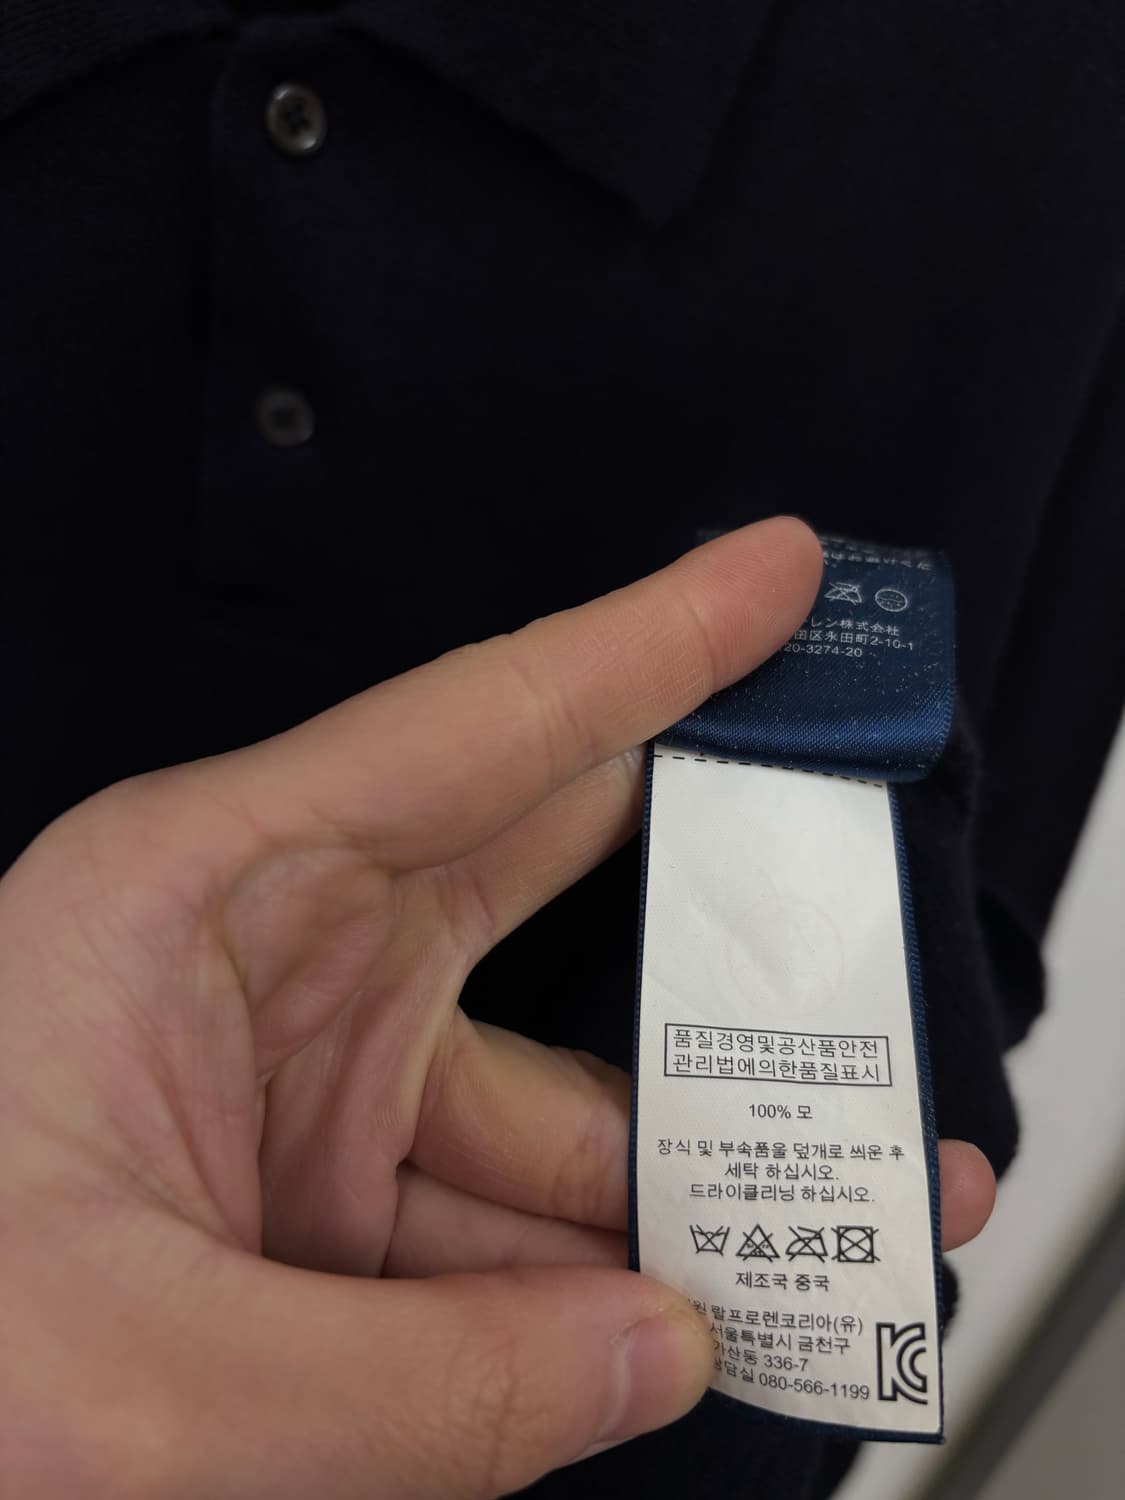 レン株式会社
田区永田町2-10-1
20-3274-20
품질경영및공산품안전
관리법에의한품질표시
100% 모
장식 및 부속품을 덮개로 씌운 후
세탁 하십시오.
드라이클리닝 하십시오.
제조국 중국
원 랄프로렌코리아(유)
서울특별시 금천구
가산동 336-7
상담실 080-566-1199